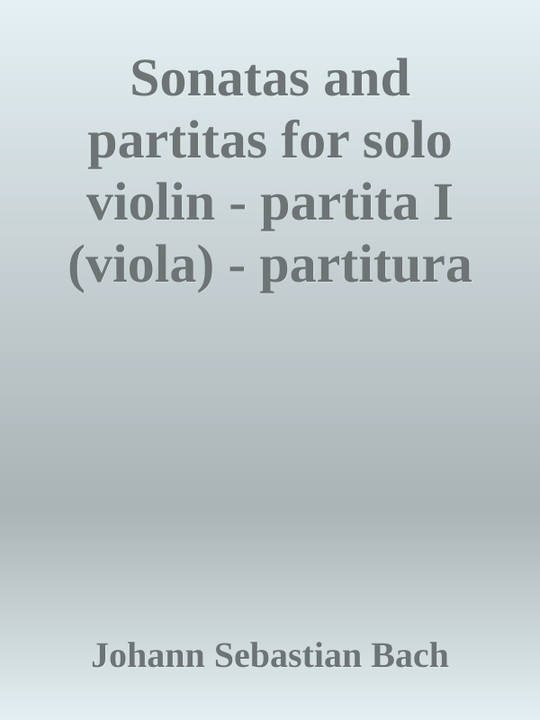 Sonatas and
partitas for solo
violin - partita I
(viola) - partitura
Johann Sebastian Bach